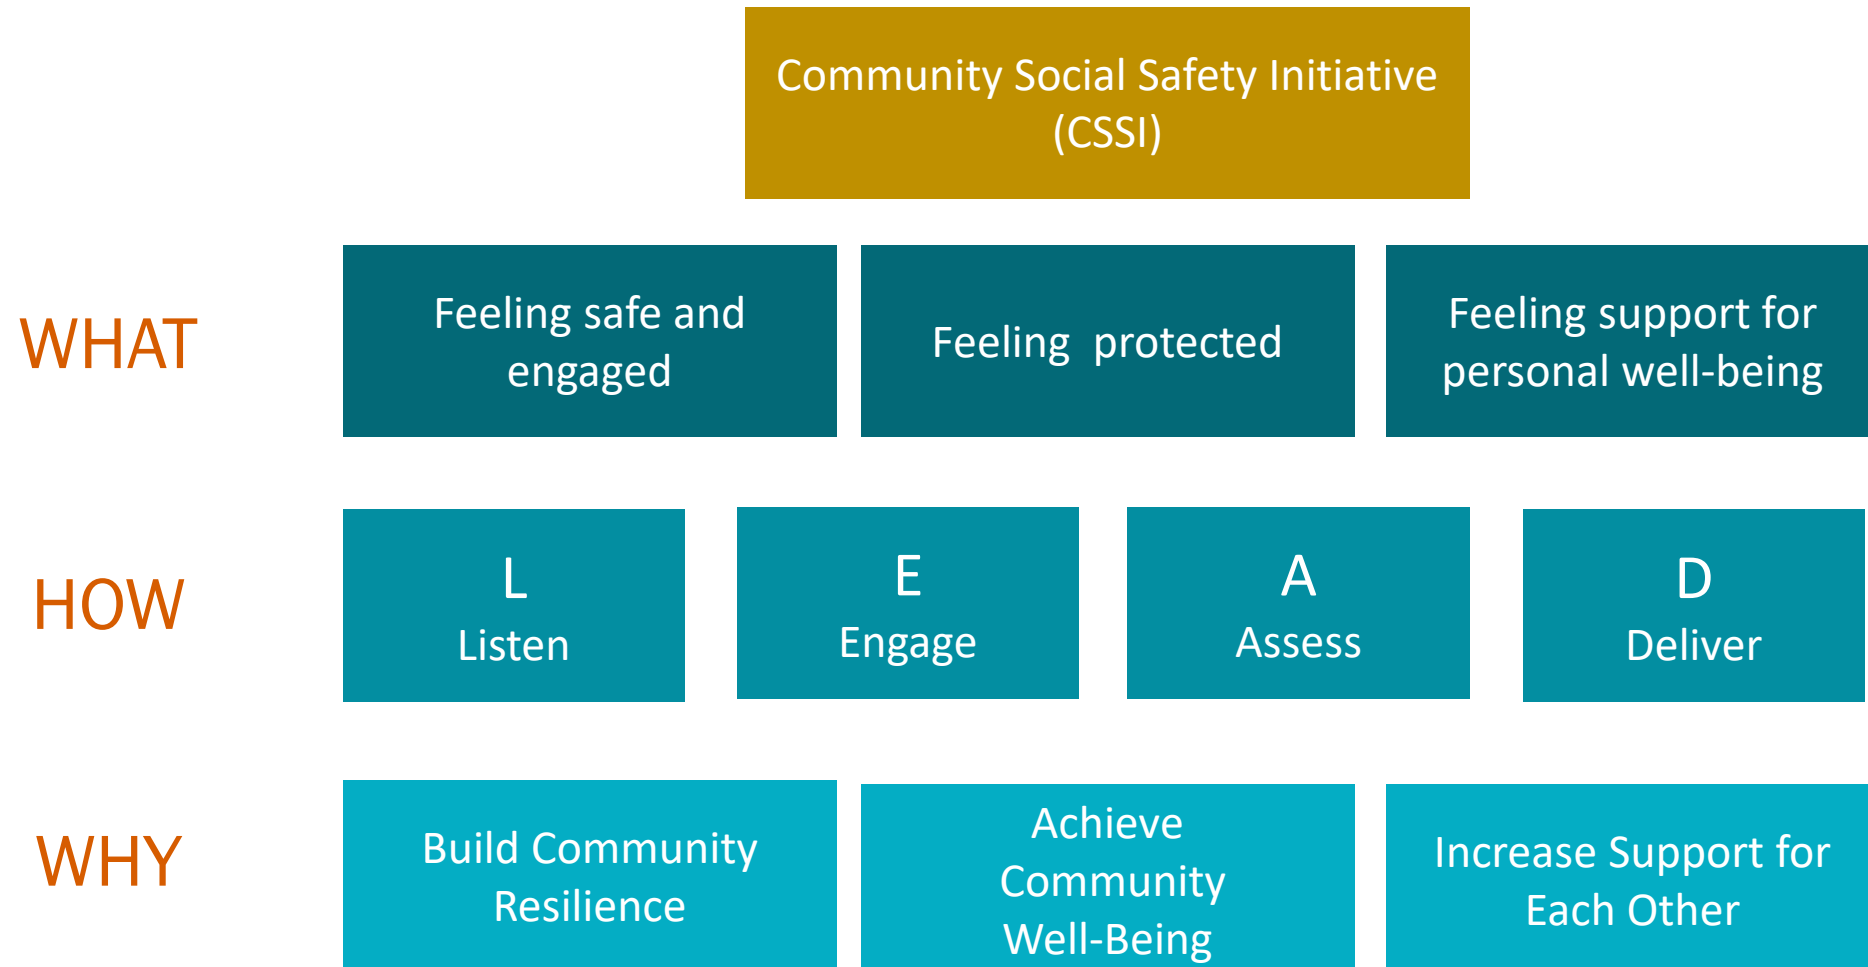 Community Social Safety Initiative
(CSSI)
WHAT
Feeling safe and
engaged
Feeling  protected
Feeling support for
personal well-being
HOW
L
Listen
E
Engage
A
Assess
D
Deliver
WHY
Build Community
Resilience
Achieve
Community
Well-Being
Increase Support for
Each Other